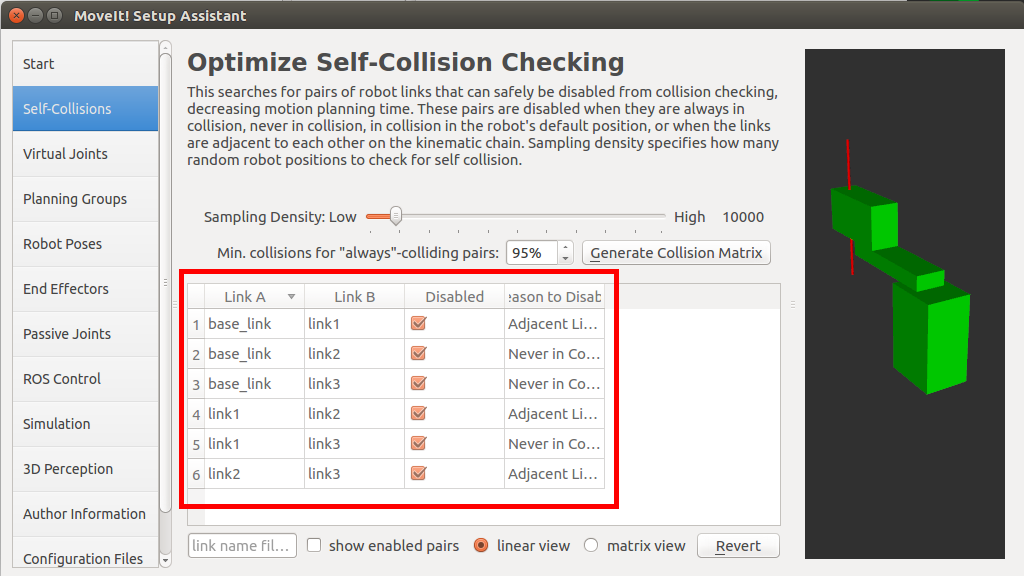 MoveIt! Setup Assistant
Start
Self-Collisions
Virtual Joints
Planning Groups
Robot Poses
End Effectors
Passive Joints
ROS Control
Simulation
3D Perception
Author Information
Configuration Files
Optimize Self-Collision Checking
This searches for pairs of robot links that can safely be disabled from collision checking,
decreasing motion planning time. These pairs are disabled when they are always in
collision, never in collision, in collision in the robot's default position, or when the links
are adjacent to each other on the kinematic chain. Sampling density specifies how many
random robot positions to check for self collision.
Sampling Density: Low High 10000
Min. collisions for "always"-colliding pairs: 95% Generate Collision Matrix
Link A Link B Disabled eason to Disab
1 base_link link1 Adjacent Li...
2 base_link link2 Never in Co...
3 base_link link3 Never in Co...
4 link1 link2 Adjacent Li...
5 link1 link3 Never in Co...
6 link2 link3 Adjacent Li...
link name fil... show enabled pairs linear view matrix view Revert